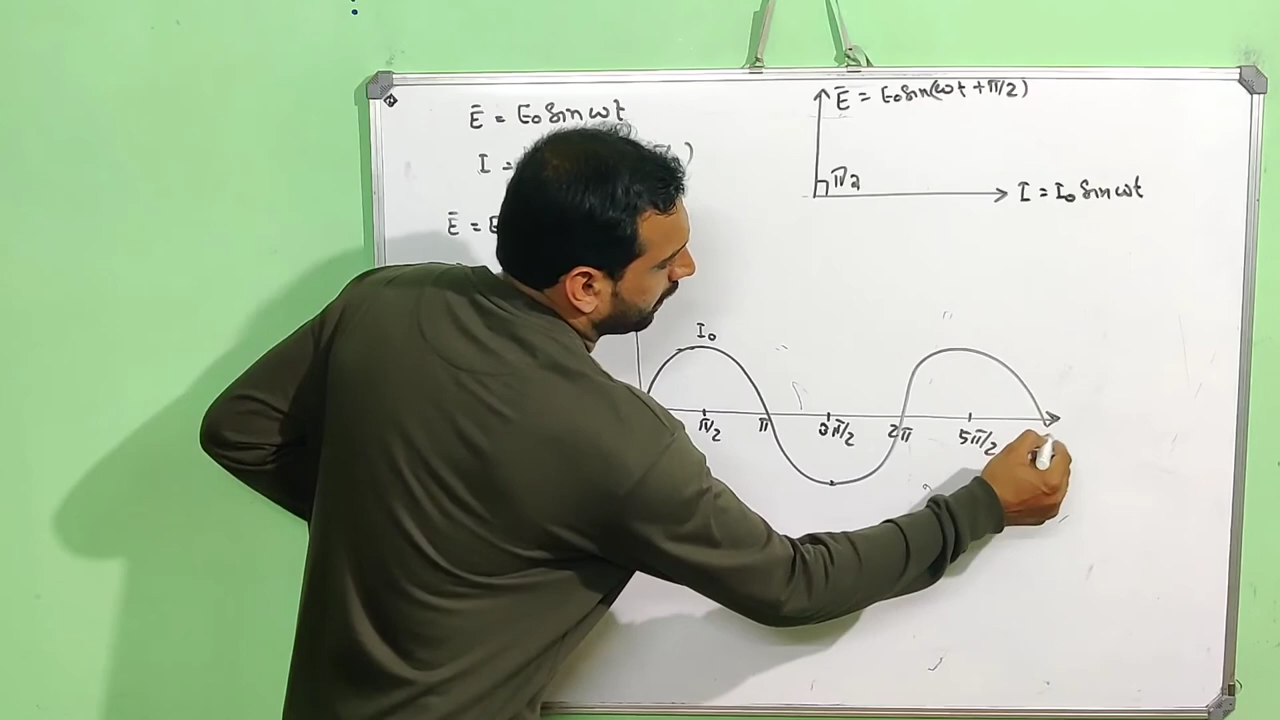 Ē = E₀ Sin ωt
I =
Ē =
Ē = E₀ Sin(ωt + π/2)
π/2
I = I₀ Sin ωt
I₀
π/2 π 3π/2 2π 5π/2